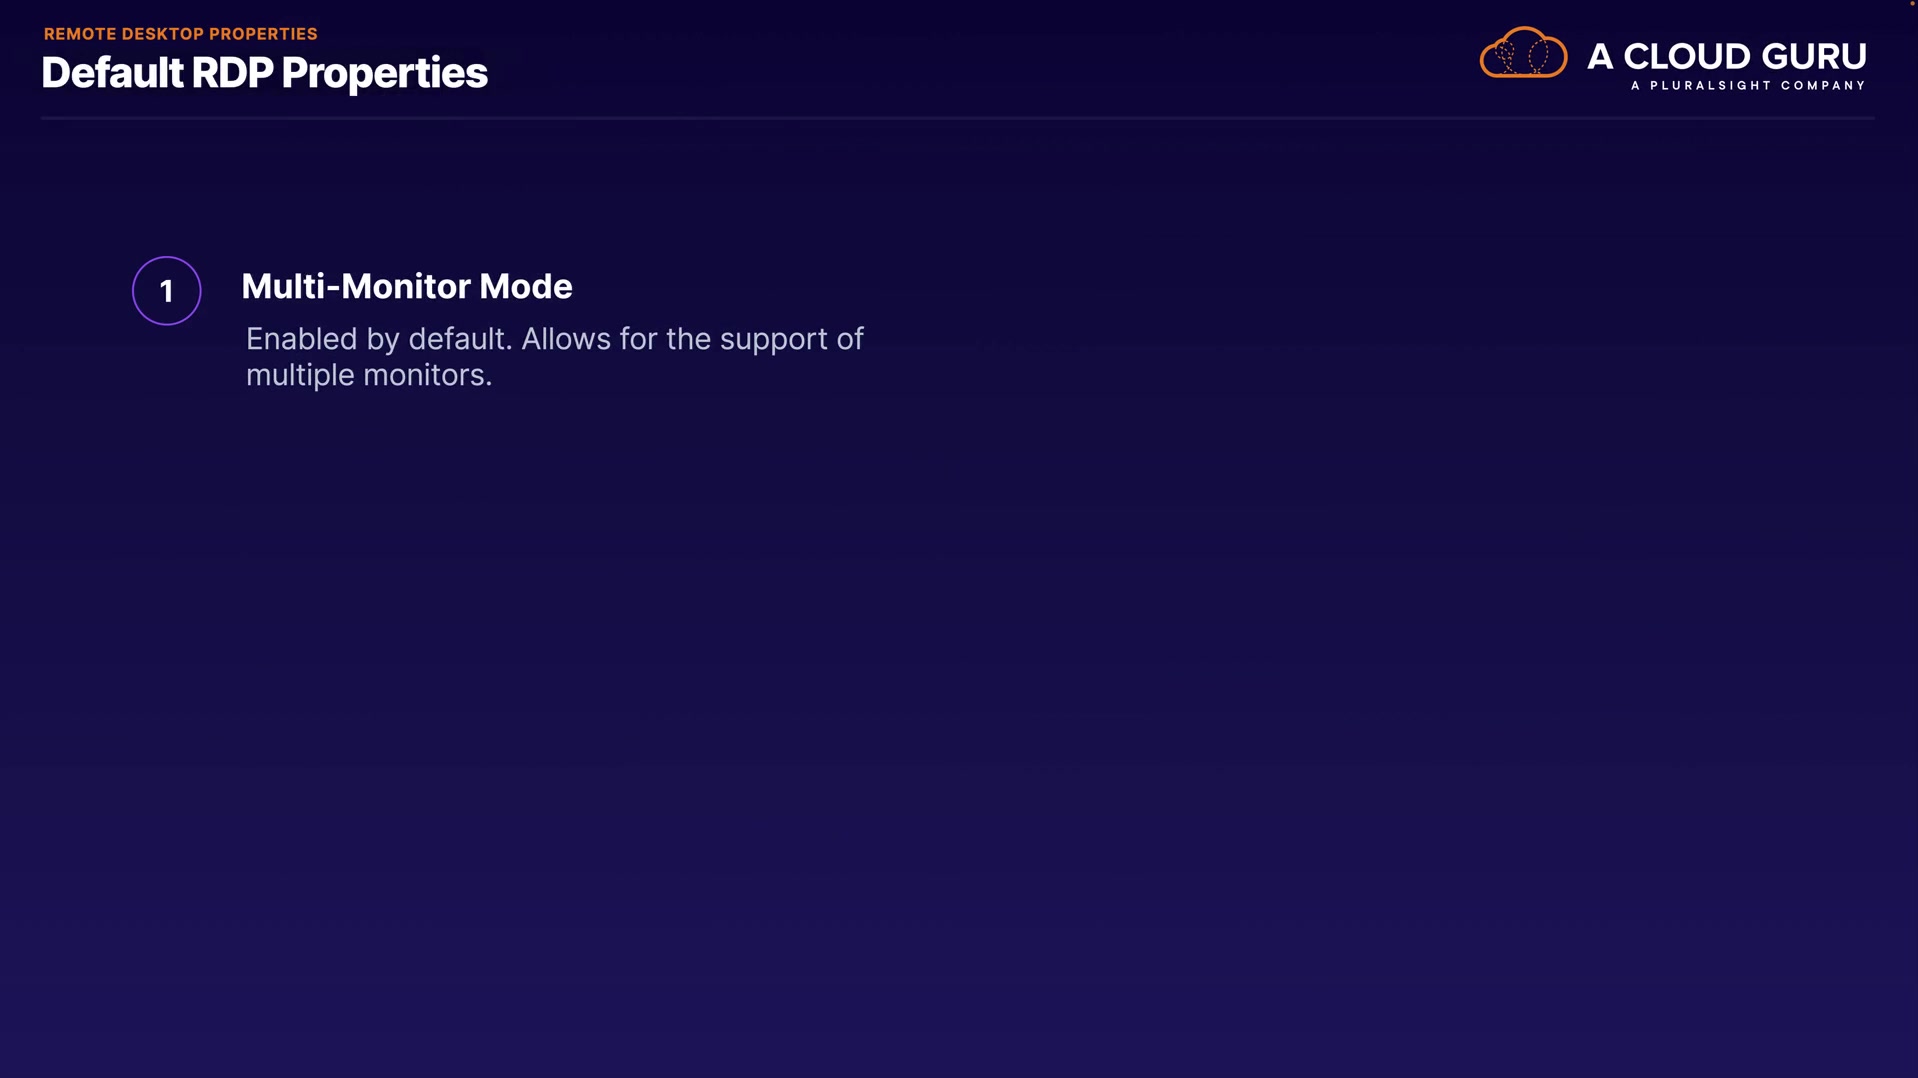 REMOTE DESKTOP PROPERTIES
Default RDP Properties
A CLOUD GURU
A PLURALSIGHT COMPANY
1
Multi-Monitor Mode
Enabled by default. Allows for the support of
multiple monitors.